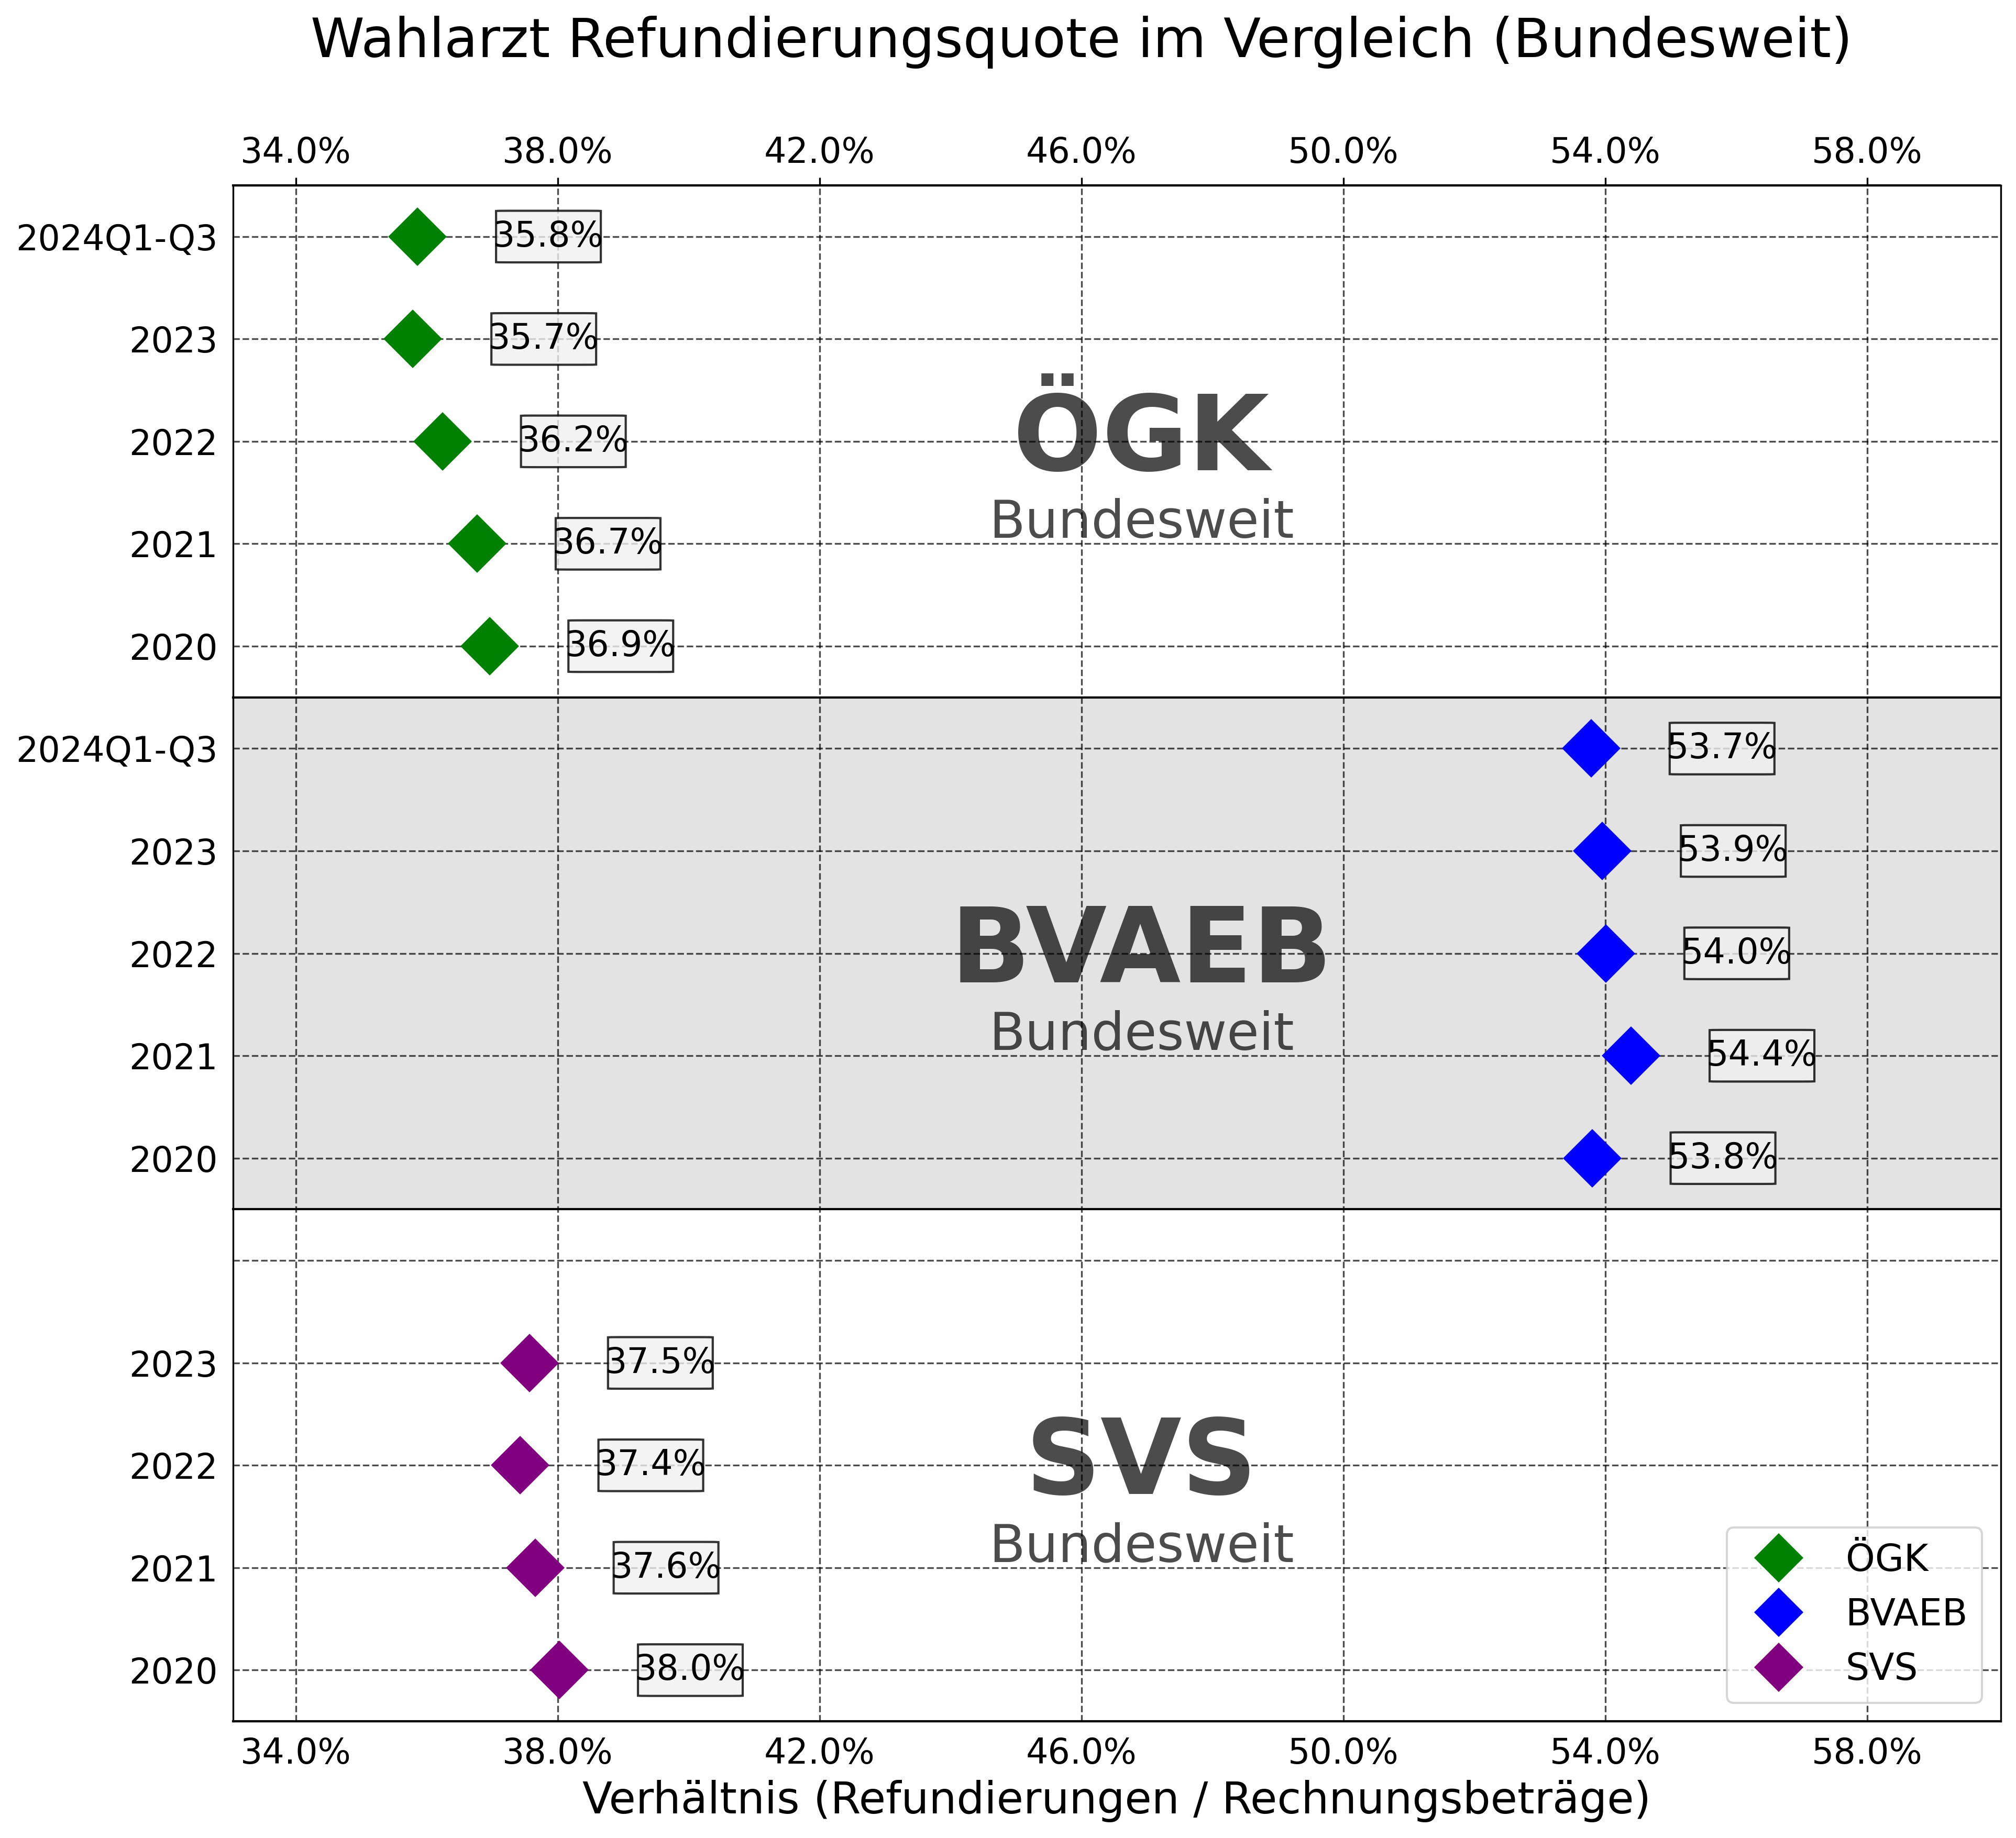 Wahlarzt Refundierungsquote im Vergleich (Bundesweit)
34.0% 38.0% 42.0% 46.0% 50.0% 54.0% 58.0%
2024Q1-Q3 35.8%
2023 35.7%
2022 36.2%
ÖGK
Bundesweit
2021 36.7%
2020 36.9%
2024Q1-Q3 53.7%
2023 53.9%
2022 54.0%
BVAEB
Bundesweit
2021 54.4%
2020 53.8%
2023 37.5%
2022 37.4%
SVS
Bundesweit
2021 37.6%
2020 38.0%
ÖGK
BVAEB
SVS
34.0% 38.0% 42.0% 46.0% 50.0% 54.0% 58.0%
Verhältnis (Refundierungen / Rechnungsbeträge)